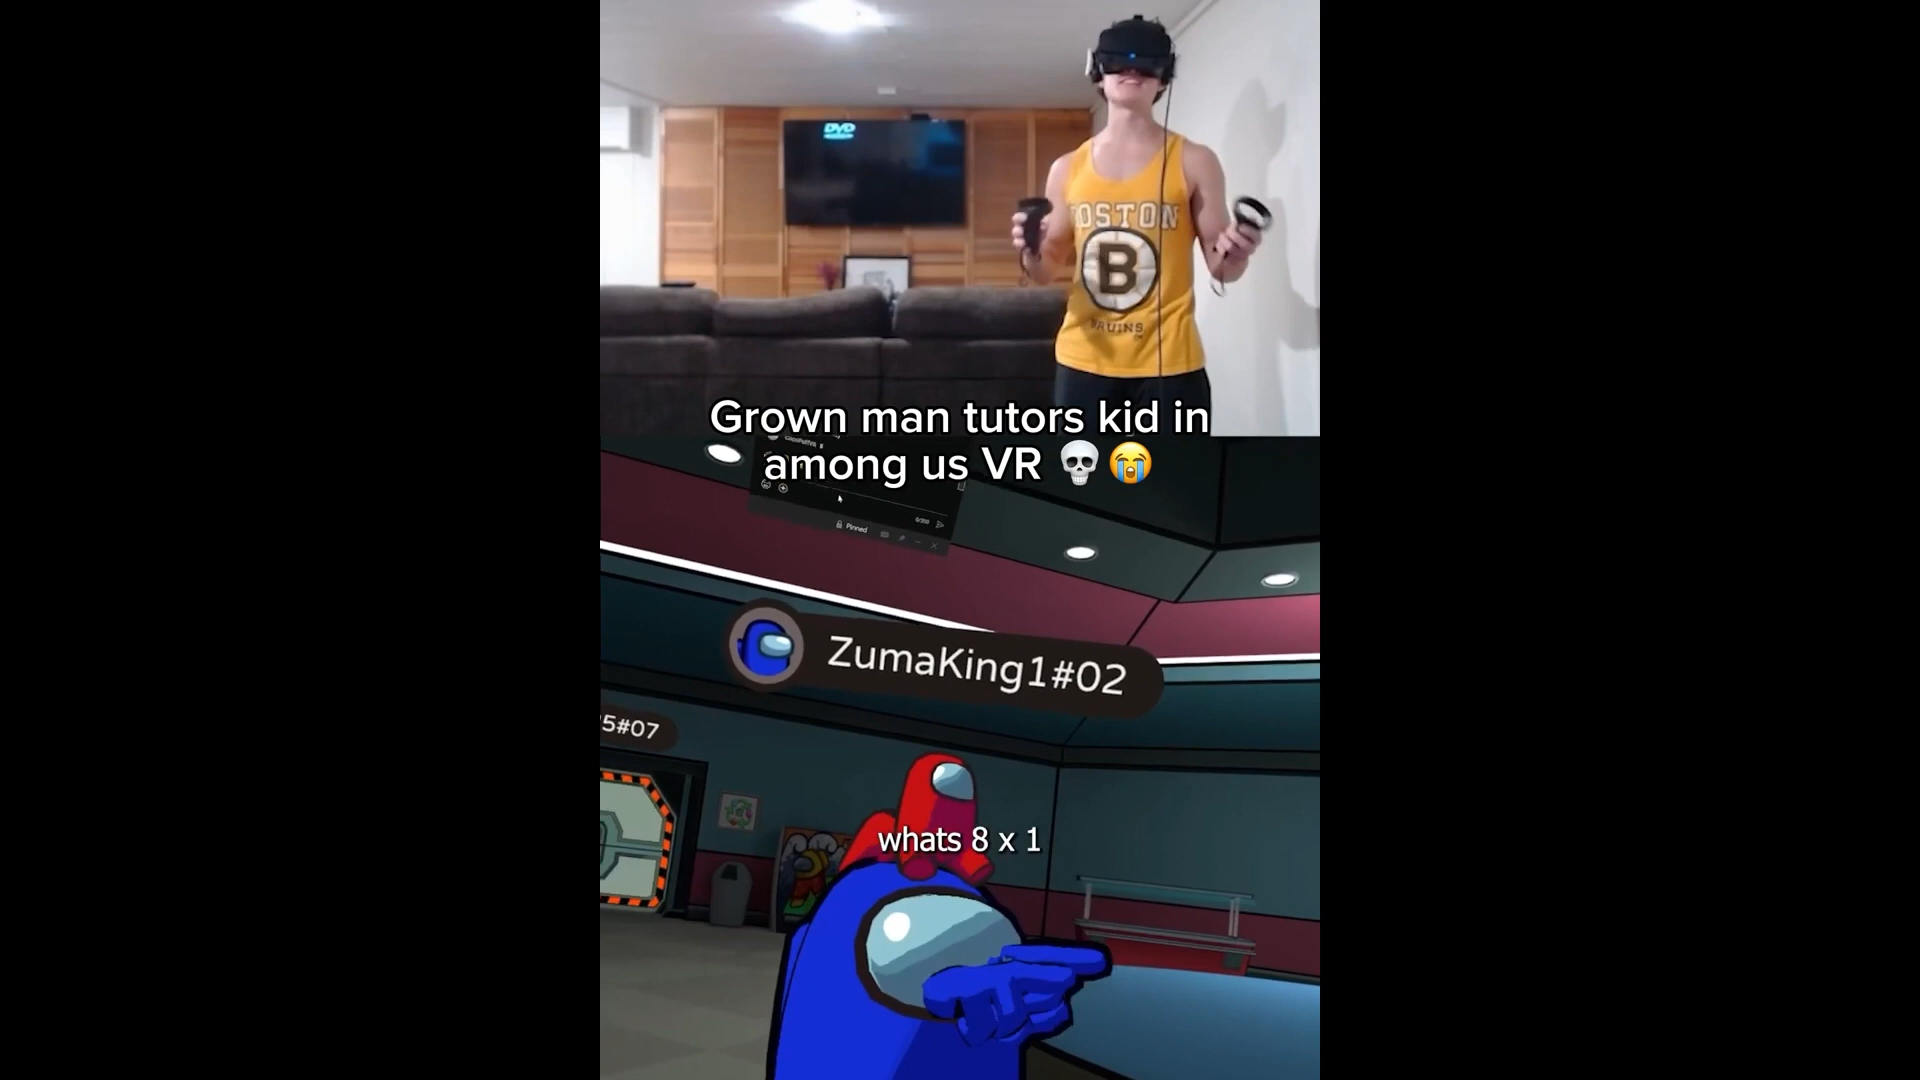 DVD
BOSTON
B
BRUINS
Grown man tutors kid in
among us VR 💀😭
Pinned
ZumaKing1#02
5#07
whats 8 x 1